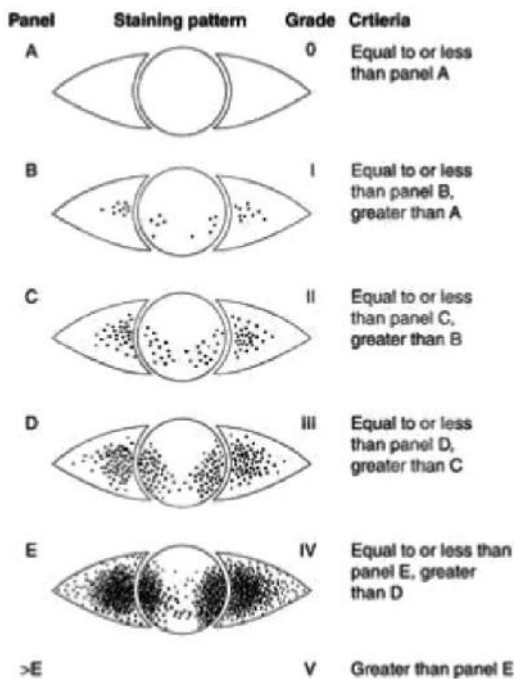 Panel Staining pattern Grade Crtleria
A 0 Equal to or less
than panel A
B I Equal to or less
than panel B,
greater than A
C II Equal to or less
than panel C,
greater than B
D iii Equal to or less
than panel D,
greater than C
E IV Equal to or less than
panel E, greater
than D
>E V Greater than panel E